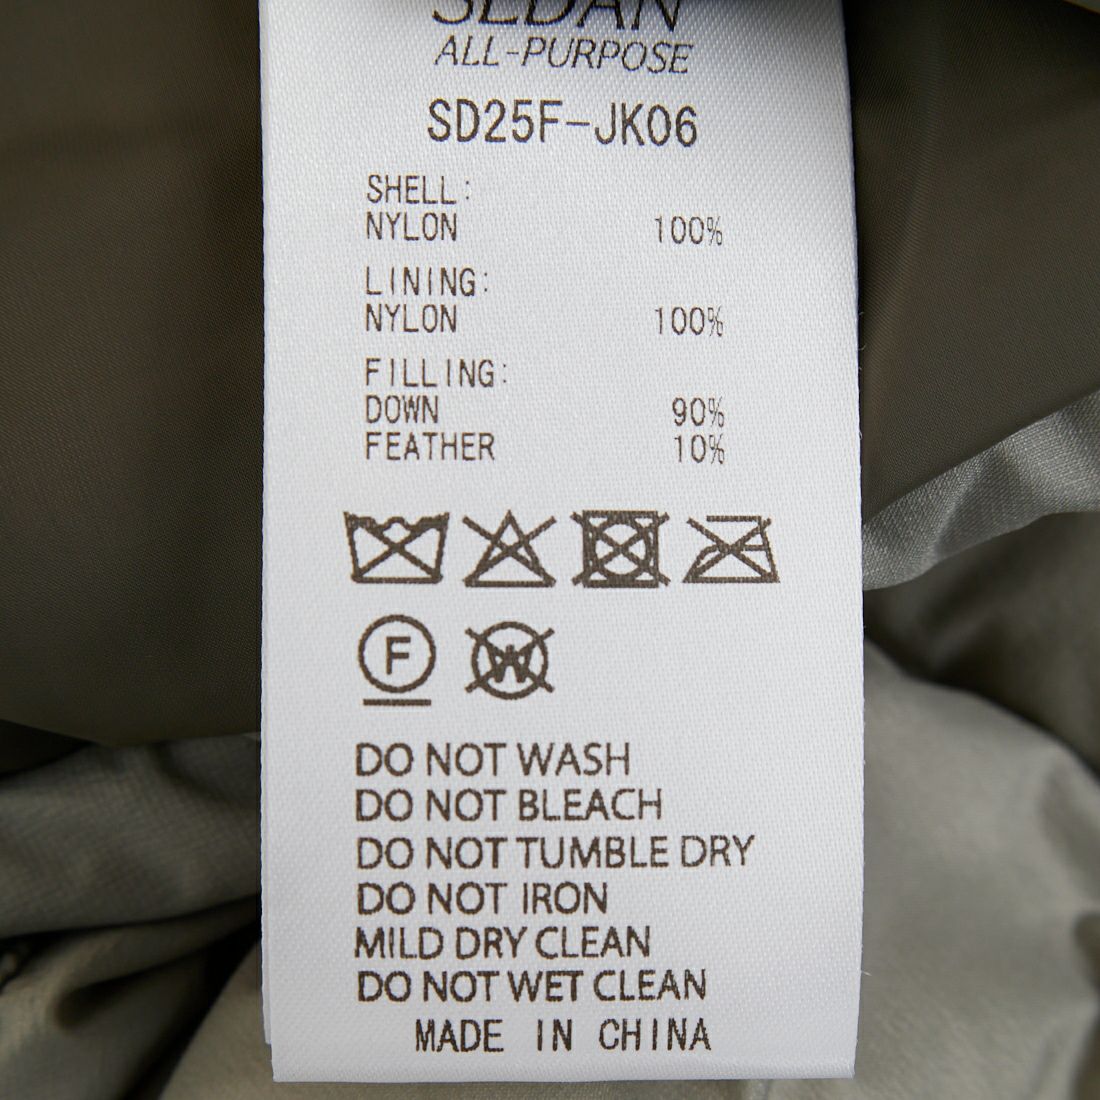 SEDAN
ALL-PURPOSE
SD25F-JK06
SHELL:
NYLON 100%
LINING:
NYLON 100%
FILLING:
DOWN 90%
FEATHER 10%
F W
DO NOT WASH
DO NOT BLEACH
DO NOT TUMBLE DRY
DO NOT IRON
MILD DRY CLEAN
DO NOT WET CLEAN
MADE IN CHINA